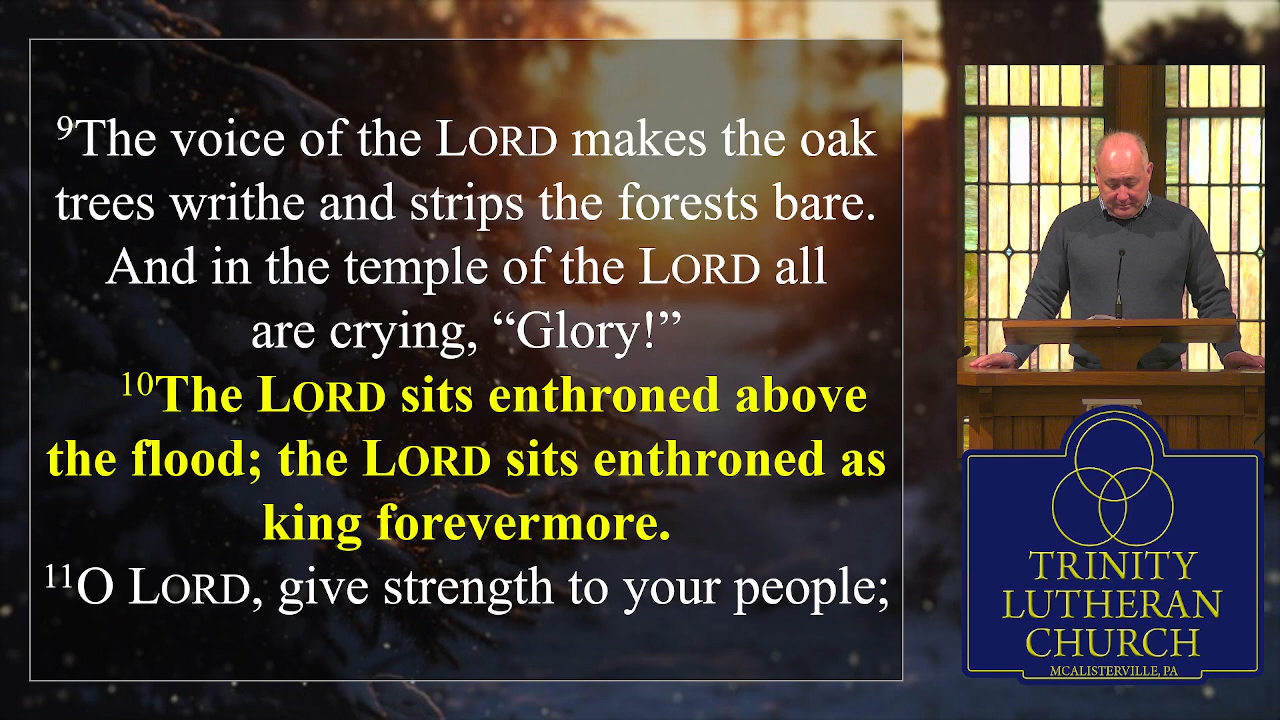 ⁹The voice of the LORD makes the oak
trees writhe and strips the forests bare.
And in the temple of the LORD all
are crying, “Glory!”
¹⁰The LORD sits enthroned above
the flood; the LORD sits enthroned as
king forevermore.
¹¹O LORD, give strength to your people;
TRINITY
LUTHERAN
CHURCH
MCALISTERVILLE, PA